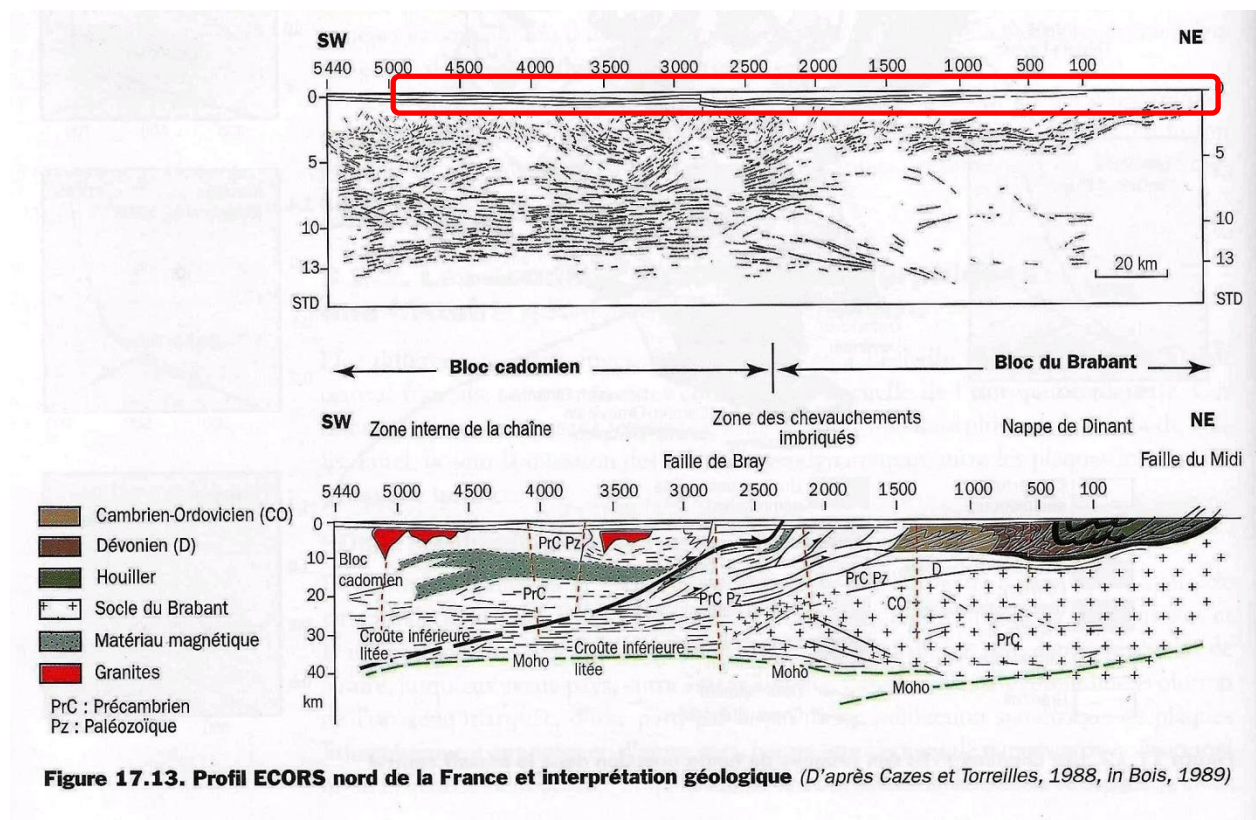 SW NE
5440 5000 4500 4000 3500 3000 2500 2000 1500 1000 500 100
0 0
5 5
10 10
13 13
20 km
STD STD
Bloc cadomien Bloc du Brabant
SW NE
Zone interne de la chaîne
Zone des chevauchements
imbriqués
Nappe de Dinant
Faille de Bray
Faille du Midi
5440 5000 4500 4000 3500 3000 2500 2000 1500 1000 500 100
0
10
20
30
40
km
Bloc
cadomien
PrC Pz
PrC
PrC Pz
PrC Pz
D
CO
PrC
Croûte inférieure
litée
Croûte inférieure
litée
Moho
Moho
Moho
Cambrien-Ordovicien (CO)
Dévonien (D)
Houiller
Socle du Brabant
Matériau magnétique
Granites
PrC : Précambrien
Pz : Paléozoïque
Figure 17.13. Profil ECORS nord de la France et interprétation géologique (D'après Cazes et Torreilles, 1988, in Bois, 1989)